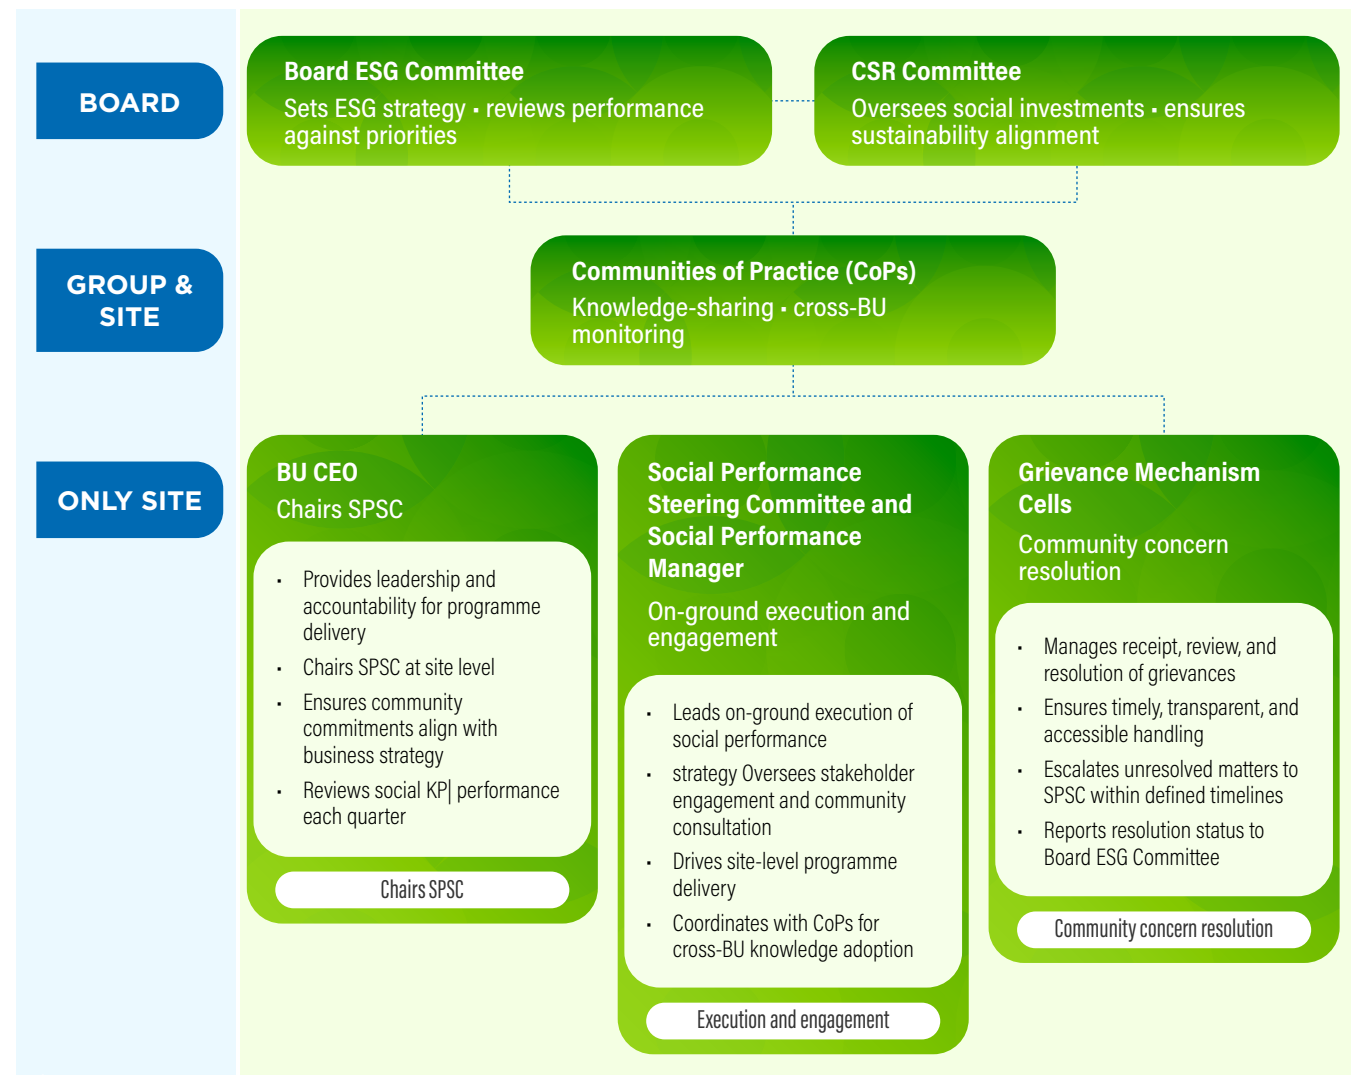 BOARD
Board ESG Committee
Sets ESG strategy • reviews performance
against priorities
CSR Committee
Oversees social investments • ensures
sustainability alignment
GROUP &
SITE
Communities of Practice (CoPs)
Knowledge-sharing • cross-BU
monitoring
ONLY SITE
BU CEO
Chairs SPSC
• Provides leadership and
accountability for programme
delivery
• Chairs SPSC at site level
• Ensures community
commitments align with
business strategy
• Reviews social KP| performance
each quarter
Chairs SPSC
Social Performance
Steering Committee and
Social Performance
Manager
On-ground execution and
engagement
• Leads on-ground execution of
social performance
• strategy Oversees stakeholder
engagement and community
consultation
• Drives site-level programme
delivery
• Coordinates with CoPs for
cross-BU knowledge adoption
Execution and engagement
Grievance Mechanism
Cells
Community concern
resolution
• Manages receipt, review, and
resolution of grievances
• Ensures timely, transparent, and
accessible handling
• Escalates unresolved matters to
SPSC within defined timelines
• Reports resolution status to
Board ESG Committee
Community concern resolution